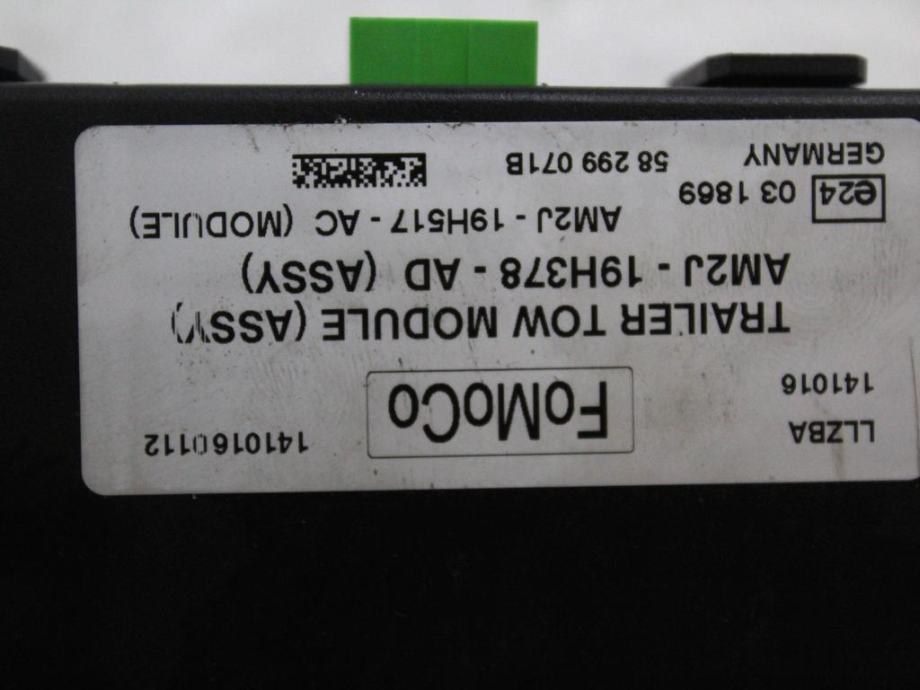 LLZBA
141016
FoMoCo
1410160112
TRAILER TOW MODULE (ASSY)
AM2J - 19H378 - AD (ASSY)
AM2J - 19H517 - AC (MODULE)
e24 03 1869
GERMANY
58 299 071B